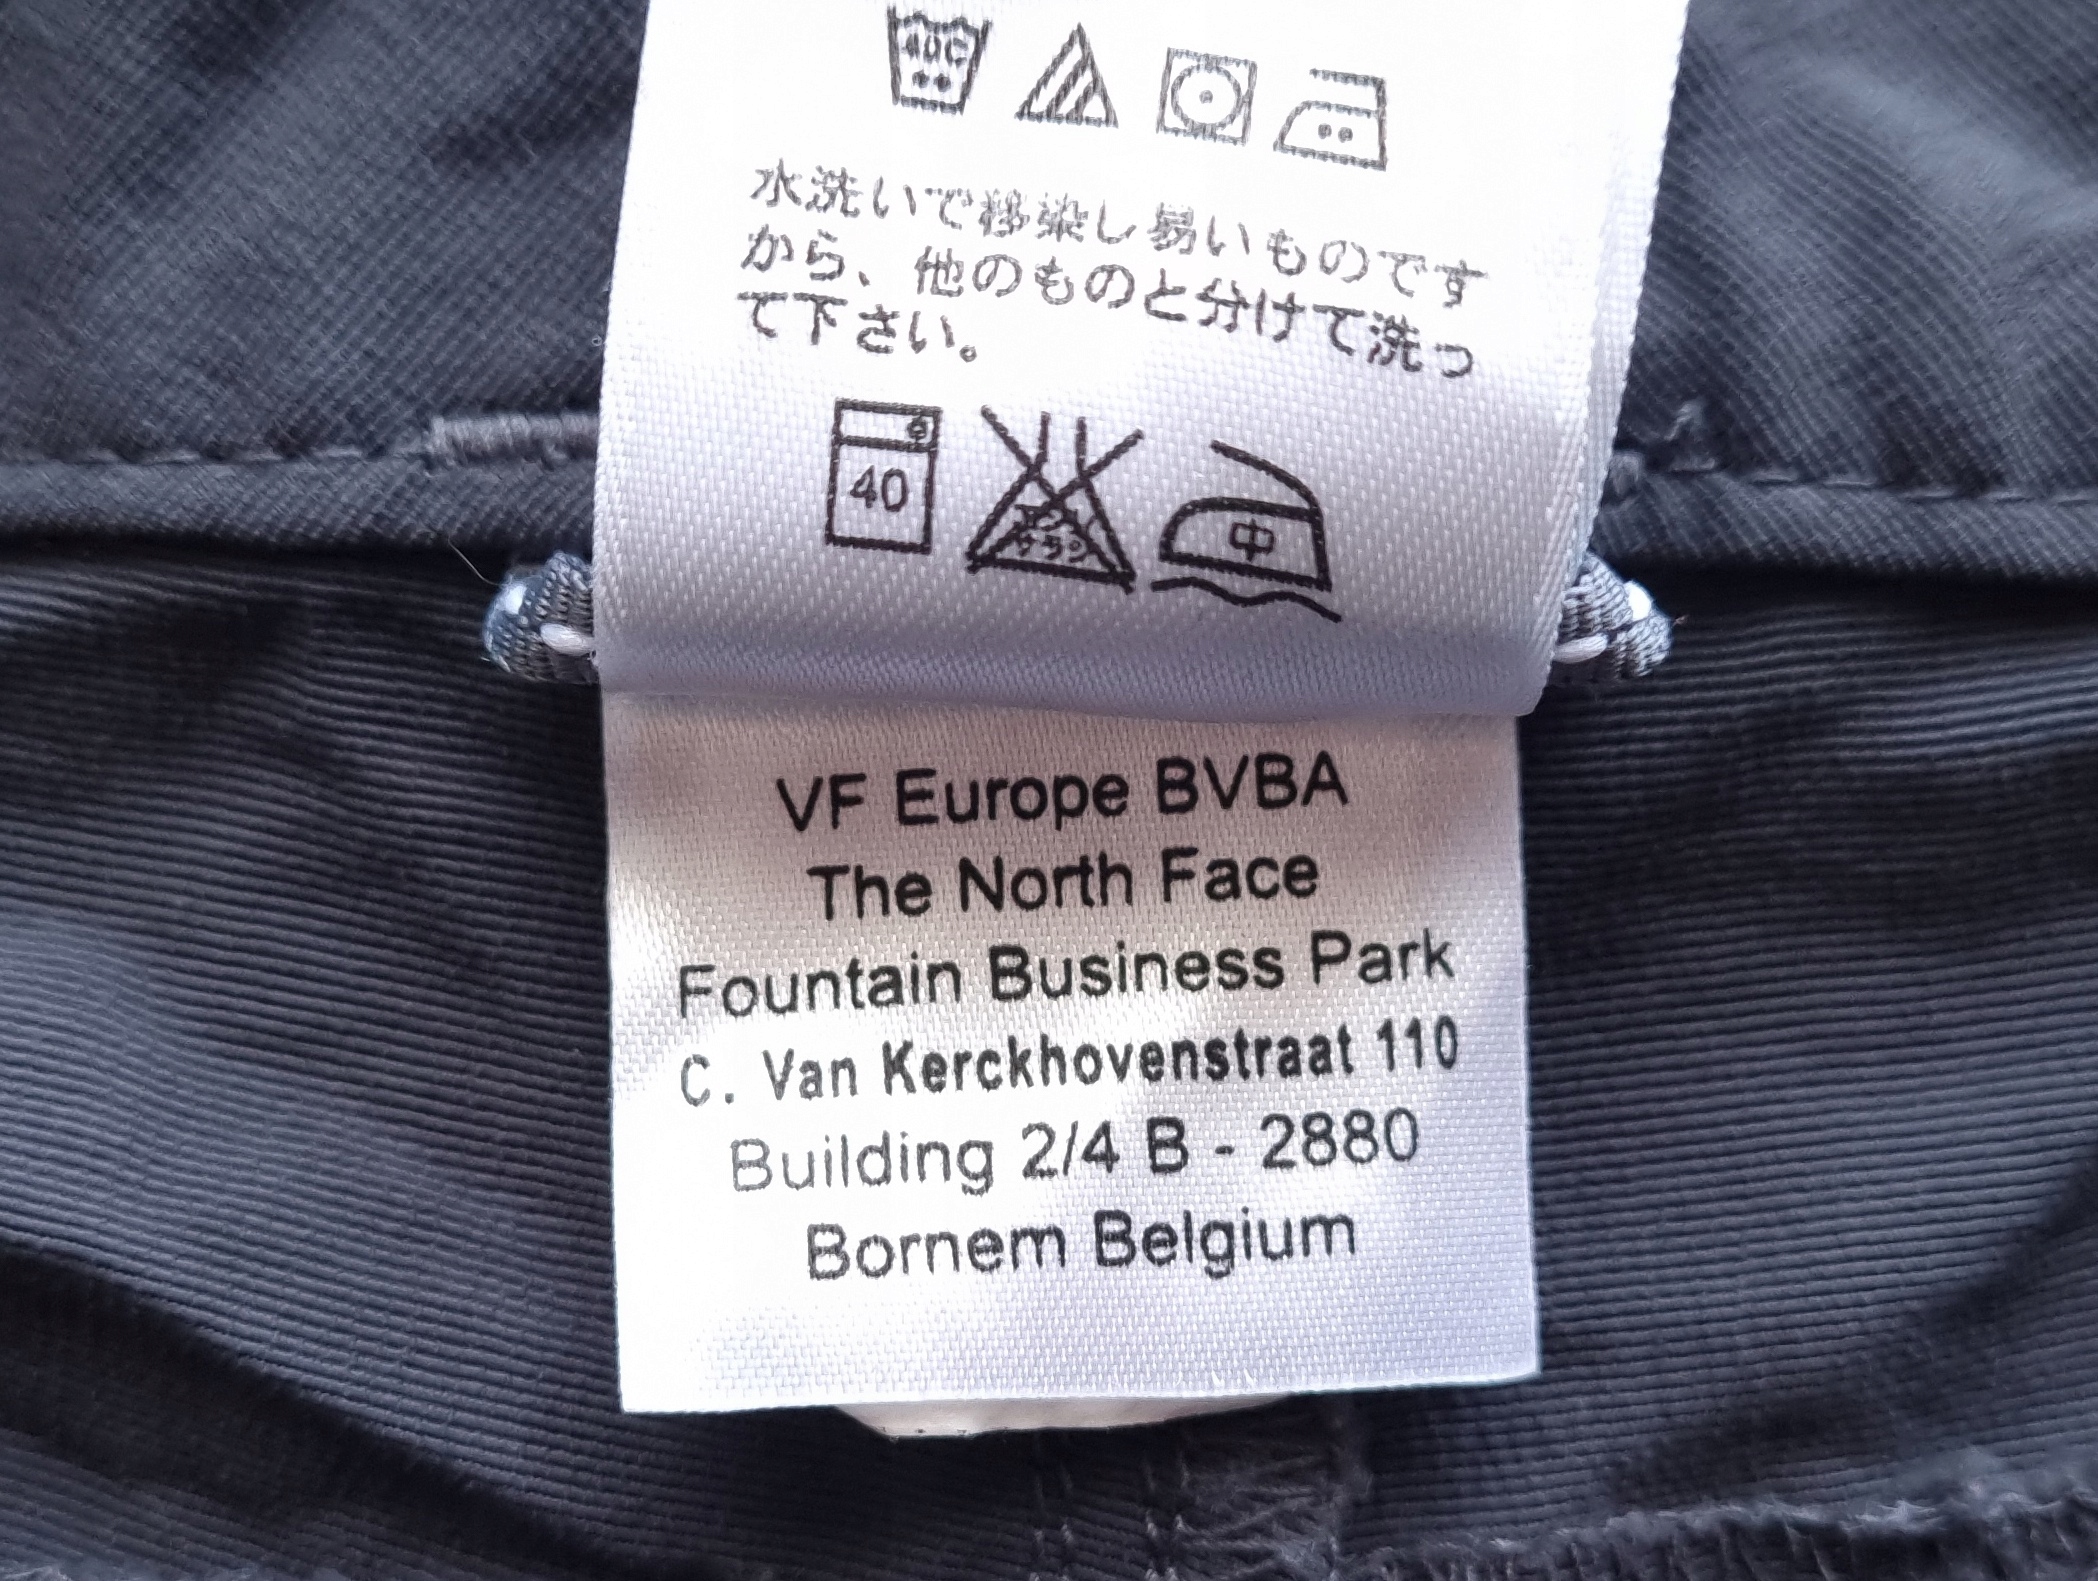 40C
水洗いで移染し易いものです
から、他のものと分けて洗っ
て下さい。
40
中
VF Europe BVBA
The North Face
Fountain Business Park
C. Van Kerckhovenstraat 110
Building 2/4 B - 2880
Bornem Belgium